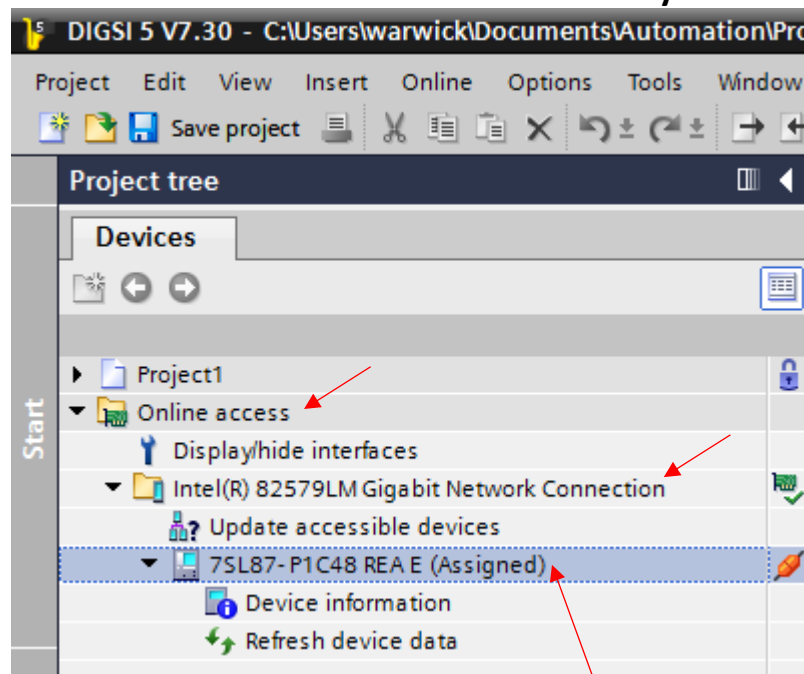 DIGSI 5 V7.30 - C:\Users\warwick\Documents\Automation\Pro
Project Edit View Insert Online Options Tools Window
Save project
Project tree
Devices
Start
Project1
Online access
Display/hide interfaces
Intel(R) 82579LM Gigabit Network Connection
Update accessible devices
7SL87-P1C48 REA E (Assigned)
Device information
Refresh device data